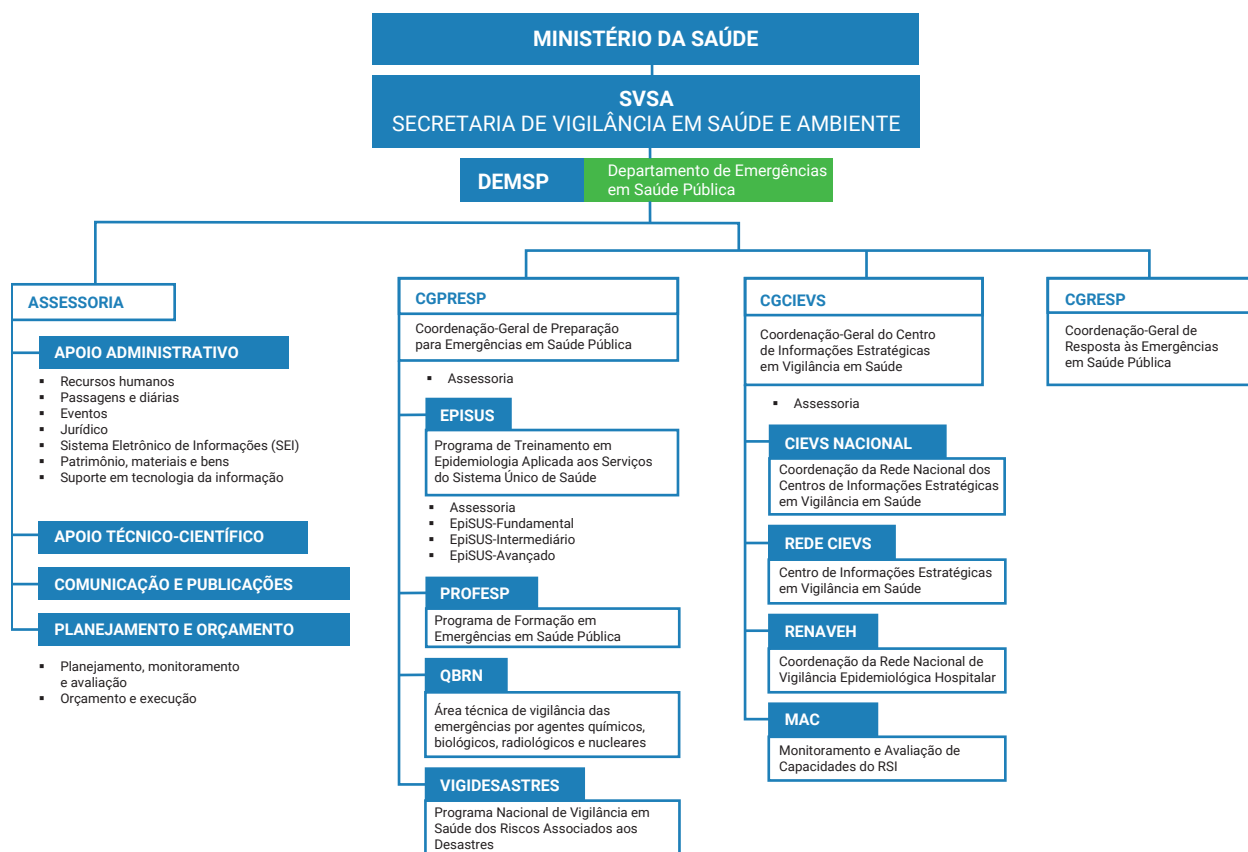 MINISTÉRIO DA SAÚDE
SVSA
SECRETARIA DE VIGILÂNCIA EM SAÚDE E AMBIENTE
DEMSP
Departamento de Emergências
em Saúde Pública
ASSESSORIA
APOIO ADMINISTRATIVO
▪ Recursos humanos
▪ Passagens e diárias
▪ Eventos
▪ Jurídico
▪ Sistema Eletrônico de Informações (SEI)
▪ Patrimônio, materiais e bens
▪ Suporte em tecnologia da informação
APOIO TÉCNICO-CIENTÍFICO
COMUNICAÇÃO E PUBLICAÇÕES
PLANEJAMENTO E ORÇAMENTO
▪ Planejamento, monitoramento
e avaliação
▪ Orçamento e execução
CGPRESP
Coordenação-Geral de Preparação
para Emergências em Saúde Pública
▪ Assessoria
EPISUS
Programa de Treinamento em
Epidemiologia Aplicada aos Serviços
do Sistema Único de Saúde
▪ Assessoria
▪ EpiSUS-Fundamental
▪ EpiSUS-Intermediário
▪ EpiSUS-Avançado
PROFESP
Programa de Formação em
Emergências em Saúde Pública
QBRN
Área técnica de vigilância das
emergências por agentes químicos,
biológicos, radiológicos e nucleares
VIGIDESASTRES
Programa Nacional de Vigilância em
Saúde dos Riscos Associados aos
Desastres
CGCIEVS
Coordenação-Geral do Centro
de Informações Estratégicas
em Vigilância em Saúde
▪ Assessoria
CIEVS NACIONAL
Coordenação da Rede Nacional dos
Centros de Informações Estratégicas
em Vigilância em Saúde
REDE CIEVS
Centro de Informações Estratégicas
em Vigilância em Saúde
RENAVEH
Coordenação da Rede Nacional de
Vigilância Epidemiológica Hospitalar
MAC
Monitoramento e Avaliação de
Capacidades do RSI
CGRESP
Coordenação-Geral de
Resposta às Emergências
em Saúde Pública